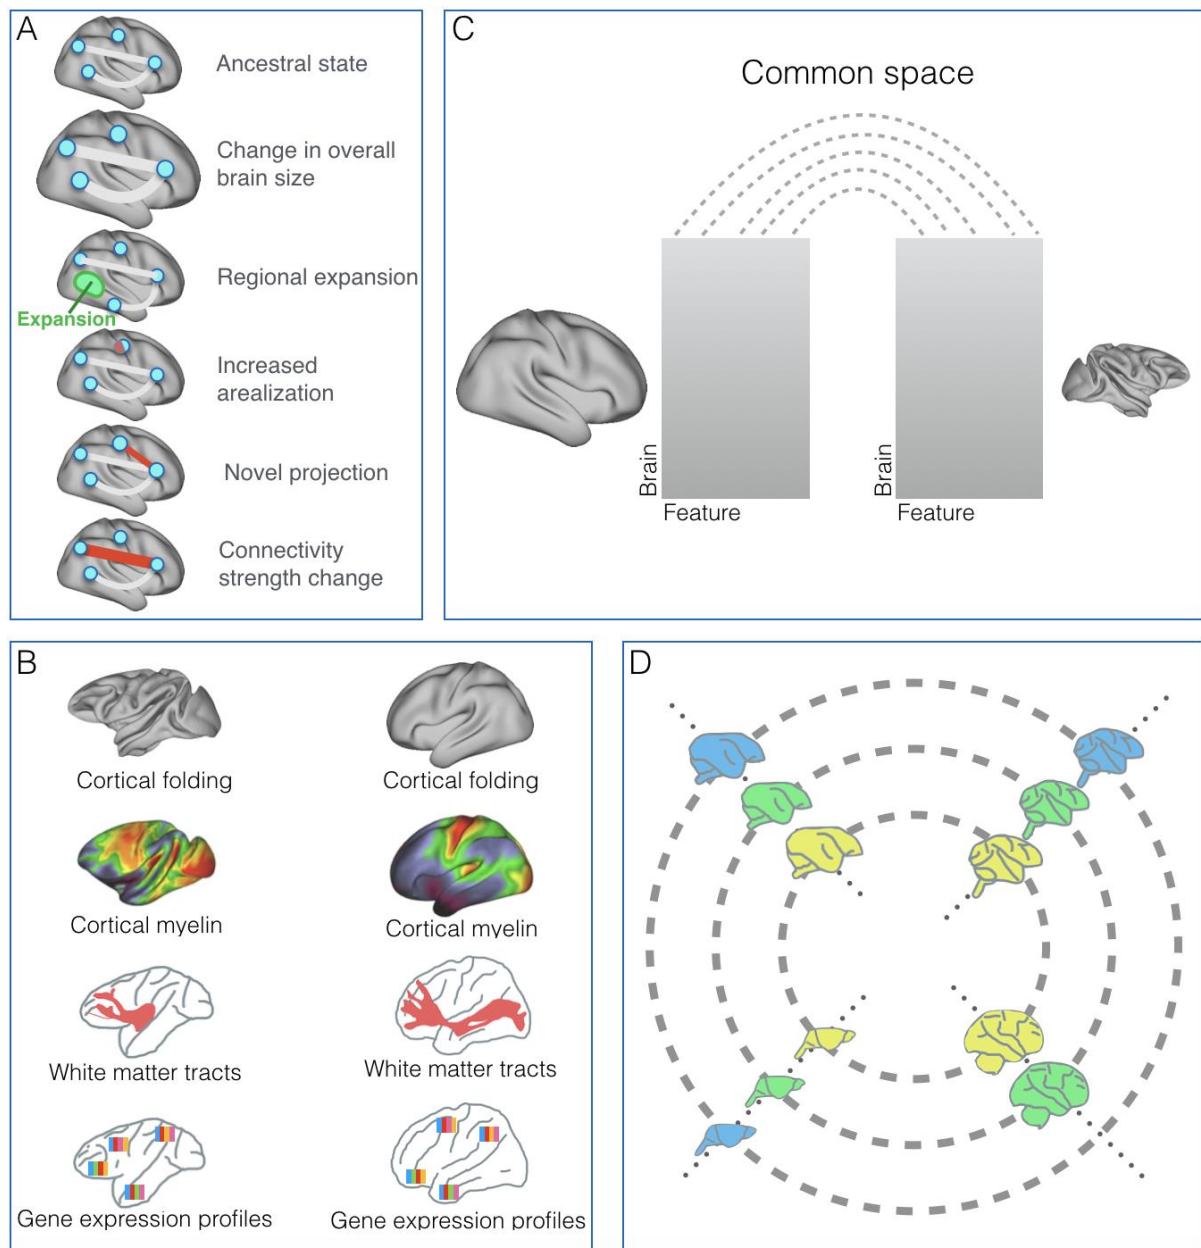 A
Ancestral state
Change in overall
brain size
Regional expansion
Expansion
Increased
arealization
Novel projection
Connectivity
strength change
C
Common space
Brain
Feature
Brain
Feature
B
Cortical folding
Cortical folding
Cortical myelin
Cortical myelin
White matter tracts
White matter tracts
Gene expression profiles
Gene expression profiles
D